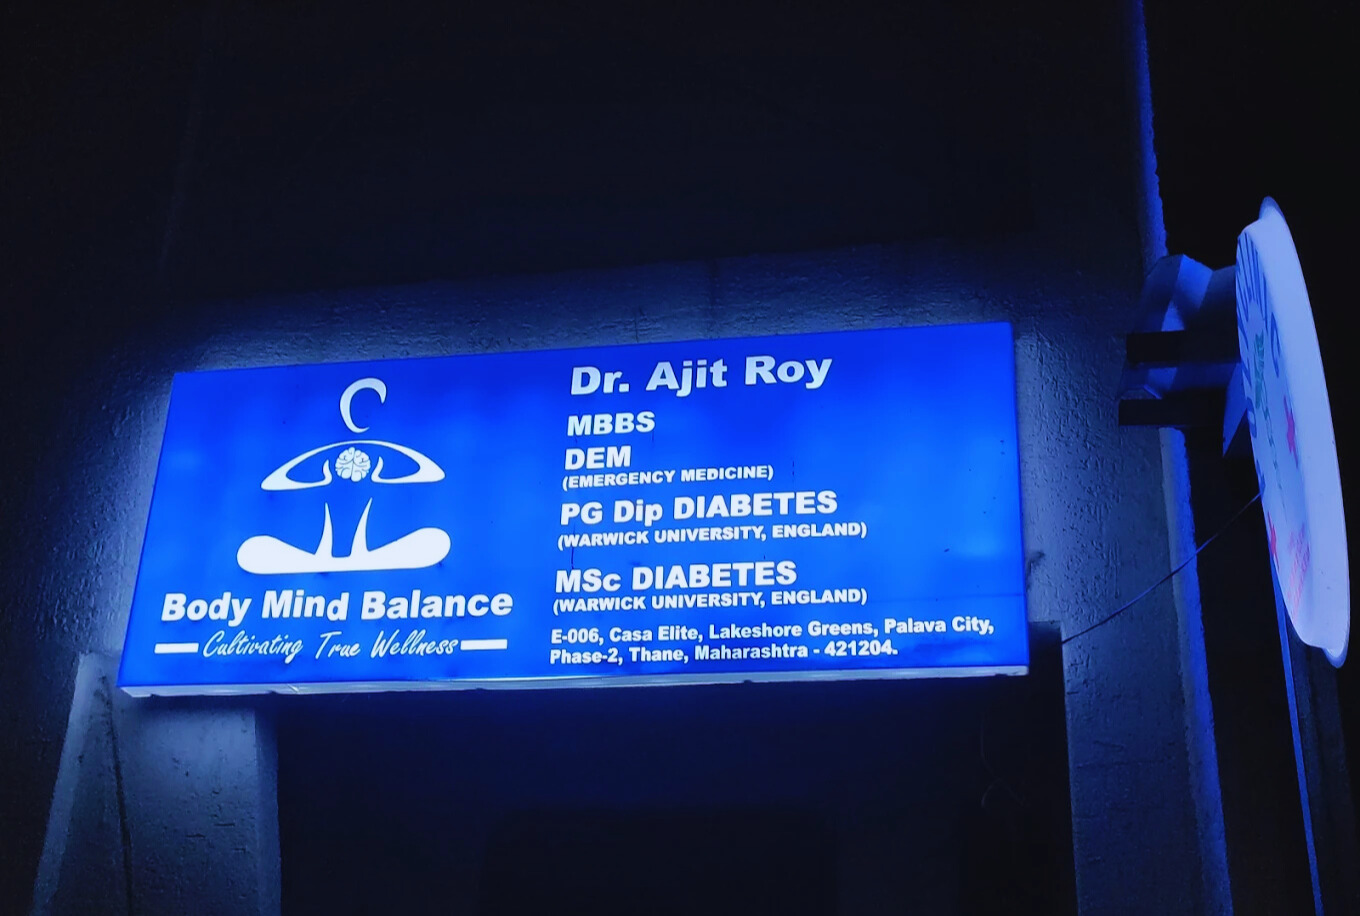 Dr. Ajit Roy
MBBS
DEM
(EMERGENCY MEDICINE)
PG Dip DIABETES
(WARWICK UNIVERSITY, ENGLAND)
MSc DIABETES
(WARWICK UNIVERSITY, ENGLAND)
E-006, Casa Elite, Lakeshore Greens, Palava City,
Phase-2, Thane, Maharashtra - 421204.
Body Mind Balance
Cultivating True Wellness